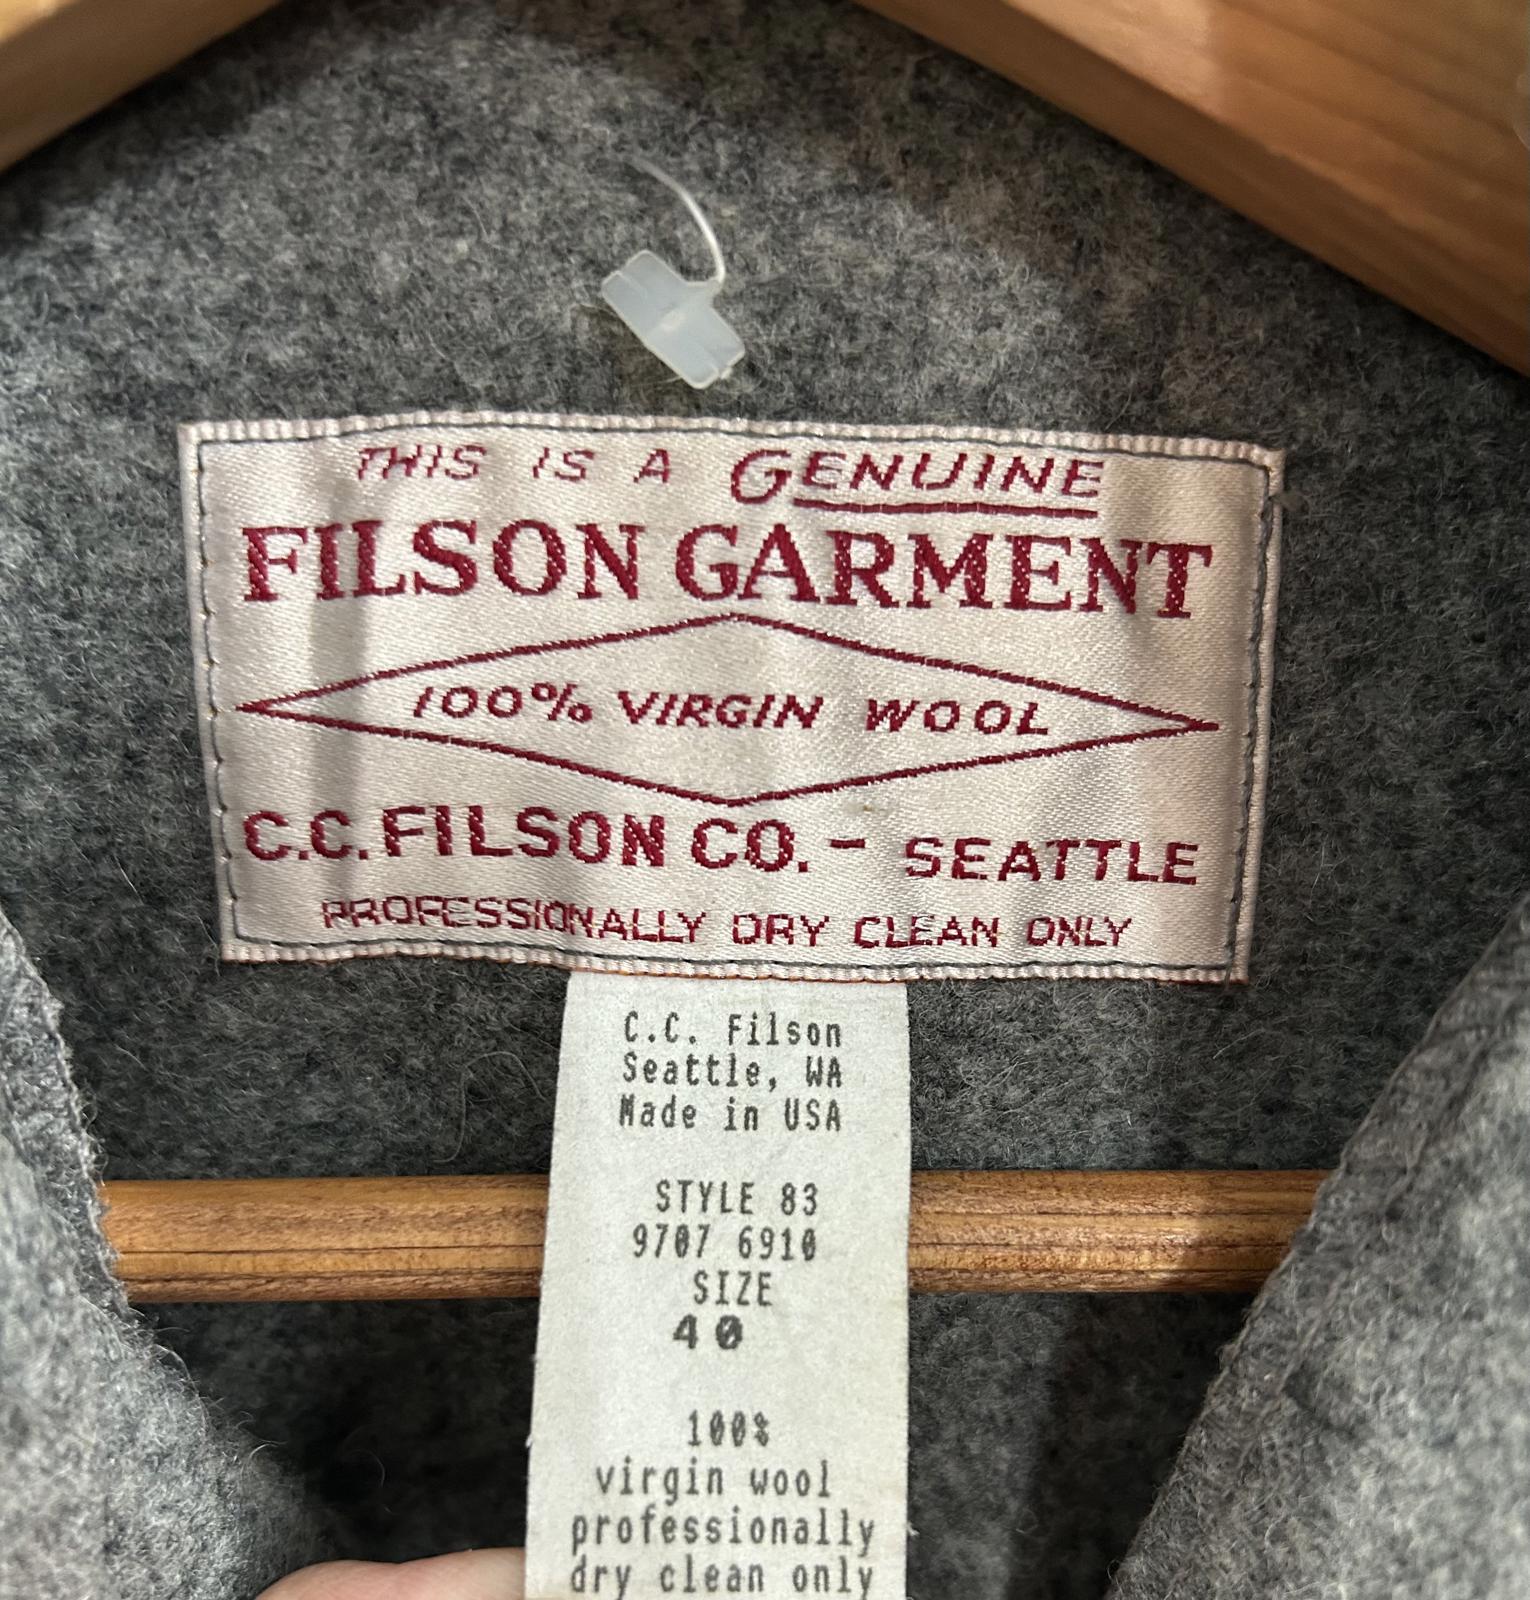 THIS IS A GENUINE
FILSON GARMENT
100% VIRGIN WOOL
C.C. FILSON CO. - SEATTLE
PROFESSIONALLY DRY CLEAN ONLY
C.C. Filson
Seattle, WA
Made in USA
STYLE 83
9707 6910
SIZE
40
100%
virgin wool
professionally
dry clean only